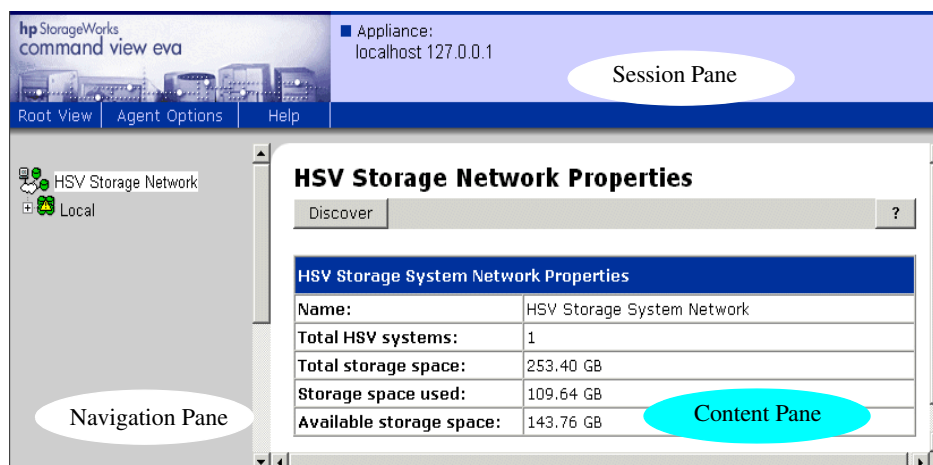 hp StorageWorks
command view eva
Appliance:
localhost 127.0.0.1
Session Pane
Root View Agent Options Help
HSV Storage Network
Local
HSV Storage Network Properties
Discover ?
HSV Storage System Network Properties
Name: HSV Storage System Network
Total HSV systems: 1
Total storage space: 253.40 GB
Storage space used: 109.64 GB
Available storage space: 143.76 GB
Navigation Pane
Content Pane